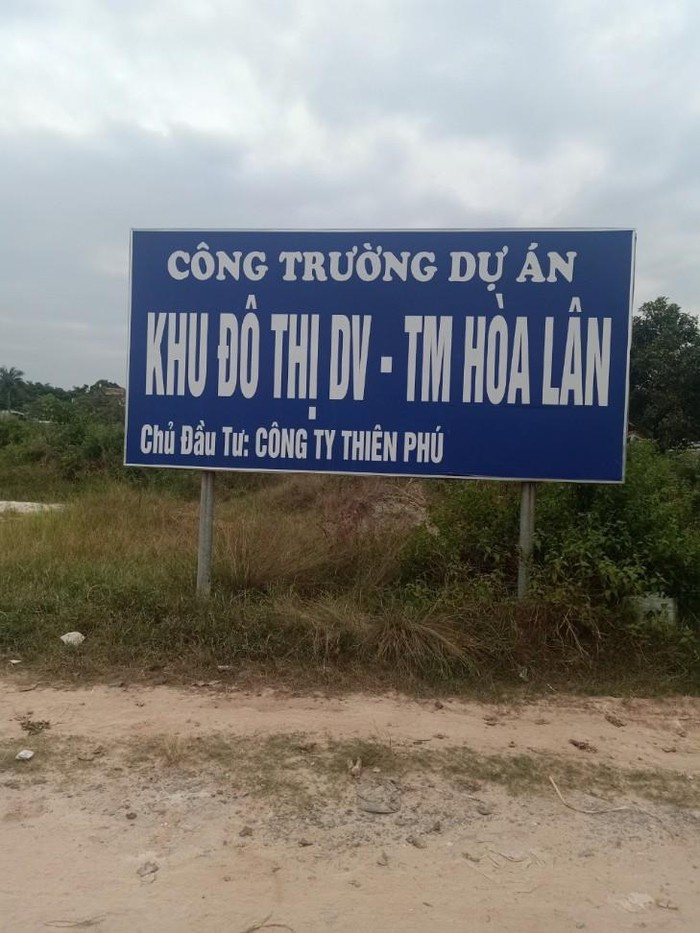 CÔNG TRƯỜNG DỰ ÁN
KHU ĐÔ THỊ DV - TM HÒA LÂN
Chủ Đầu Tư: CÔNG TY THIÊN PHÚ